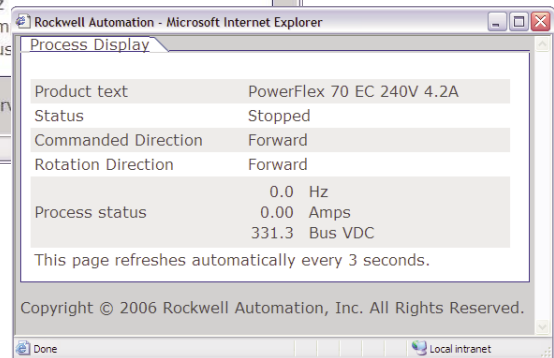 Rockwell Automation - Microsoft Internet Explorer
Process Display
Product text PowerFlex 70 EC 240V 4.2A
Status Stopped
Commanded Direction Forward
Rotation Direction Forward
Process status
0.0 Hz
0.00 Amps
331.3 Bus VDC
This page refreshes automatically every 3 seconds.
Copyright © 2006 Rockwell Automation, Inc. All Rights Reserved.
Done Local intranet